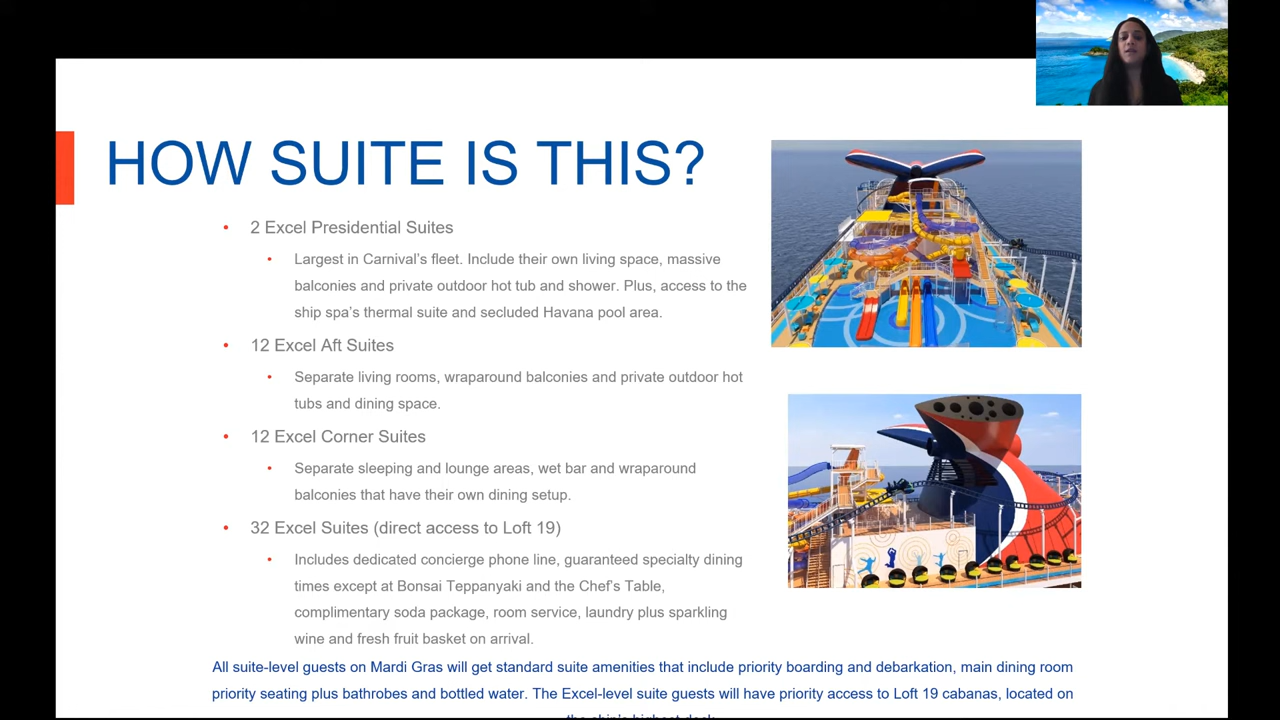 HOW SUITE IS THIS?
• 2 Excel Presidential Suites
• Largest in Carnival's fleet. Include their own living space, massive
balconies and private outdoor hot tub and shower. Plus, access to the
ship spa's thermal suite and secluded Havana pool area.
• 12 Excel Aft Suites
• Separate living rooms, wraparound balconies and private outdoor hot
tubs and dining space.
• 12 Excel Corner Suites
• Separate sleeping and lounge areas, wet bar and wraparound
balconies that have their own dining setup.
• 32 Excel Suites (direct access to Loft 19)
• Includes dedicated concierge phone line, guaranteed specialty dining
times except at Bonsai Teppanyaki and the Chef's Table,
complimentary soda package, room service, laundry plus sparkling
wine and fresh fruit basket on arrival.
All suite-level guests on Mardi Gras will get standard suite amenities that include priority boarding and debarkation, main dining room
priority seating plus bathrobes and bottled water. The Excel-level suite guests will have priority access to Loft 19 cabanas, located on
the ship's highest deck